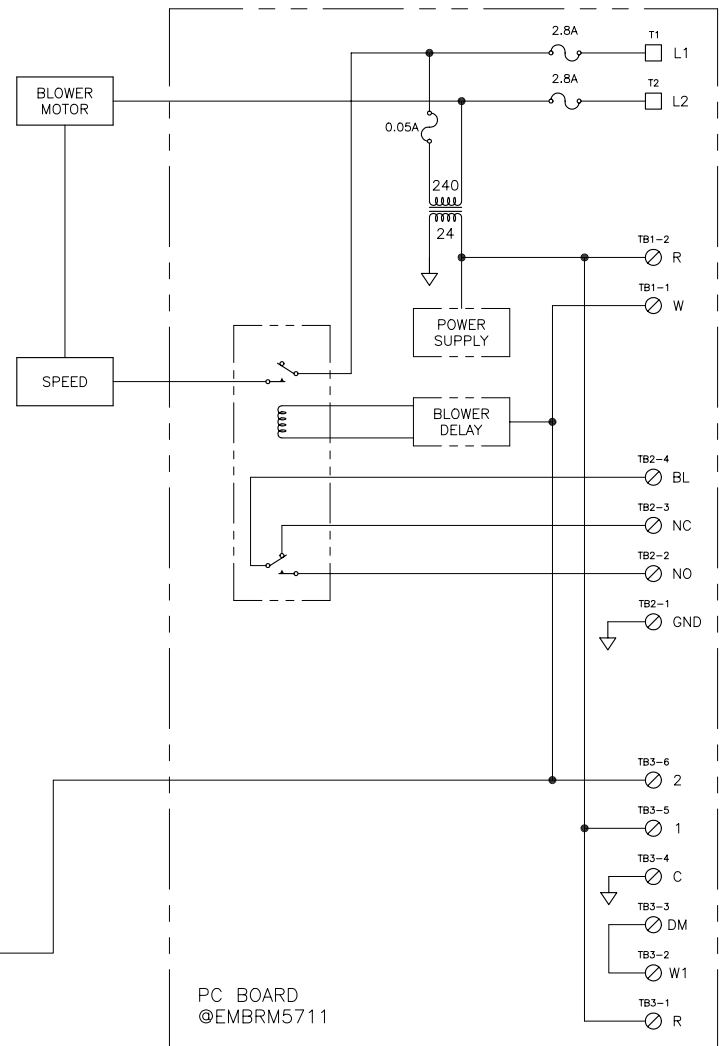 2.8A
T1
L1
BLOWER
MOTOR
2.8A
T2
L2
0.05A
240
24
TB1-2
R
TB1-1
W
POWER
SUPPLY
SPEED
BLOWER
DELAY
TB2-4
BL
TB2-3
NC
TB2-2
NO
TB2-1
GND
TB3-6
2
TB3-5
1
TB3-4
C
TB3-3
DM
TB3-2
W1
TB3-1
R
PC BOARD
@EMBRM5711